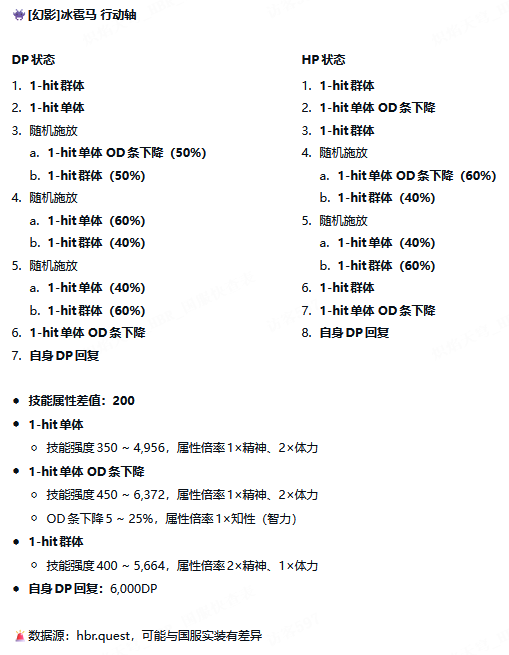 👾[幻影]冰雹马 行动轴
DP 状态
1. 1-hit 群体
2. 1-hit 单体
3. 随机施放
a. 1-hit 单体 OD 条下降（50%）
b. 1-hit 群体（50%）
4. 随机施放
a. 1-hit 单体（60%）
b. 1-hit 群体（40%）
5. 随机施放
a. 1-hit 单体（40%）
b. 1-hit 群体（60%）
6. 1-hit 单体 OD 条下降
7. 自身 DP 回复
HP 状态
1. 1-hit 群体
2. 1-hit 单体 OD 条下降
3. 1-hit 群体
4. 随机施放
a. 1-hit 单体 OD 条下降（60%）
b. 1-hit 群体（40%）
5. 随机施放
a. 1-hit 单体（40%）
b. 1-hit 群体（60%）
6. 1-hit 群体
7. 1-hit 单体 OD 条下降
8. 自身 DP 回复
• 技能属性差值：200
• 1-hit 单体
◦ 技能强度 350 ~ 4,956，属性倍率 1×精神、2×体力
• 1-hit 单体 OD 条下降
◦ 技能强度 450 ~ 6,372，属性倍率 1×精神、2×体力
◦ OD 条下降 5 ~ 25%，属性倍率 1×知性（智力）
• 1-hit 群体
◦ 技能强度 400 ~ 5,664，属性倍率 2×精神、1×体力
• 自身 DP 回复：6,000DP
🚨数据源：hbr.quest，可能与国服实装有差异